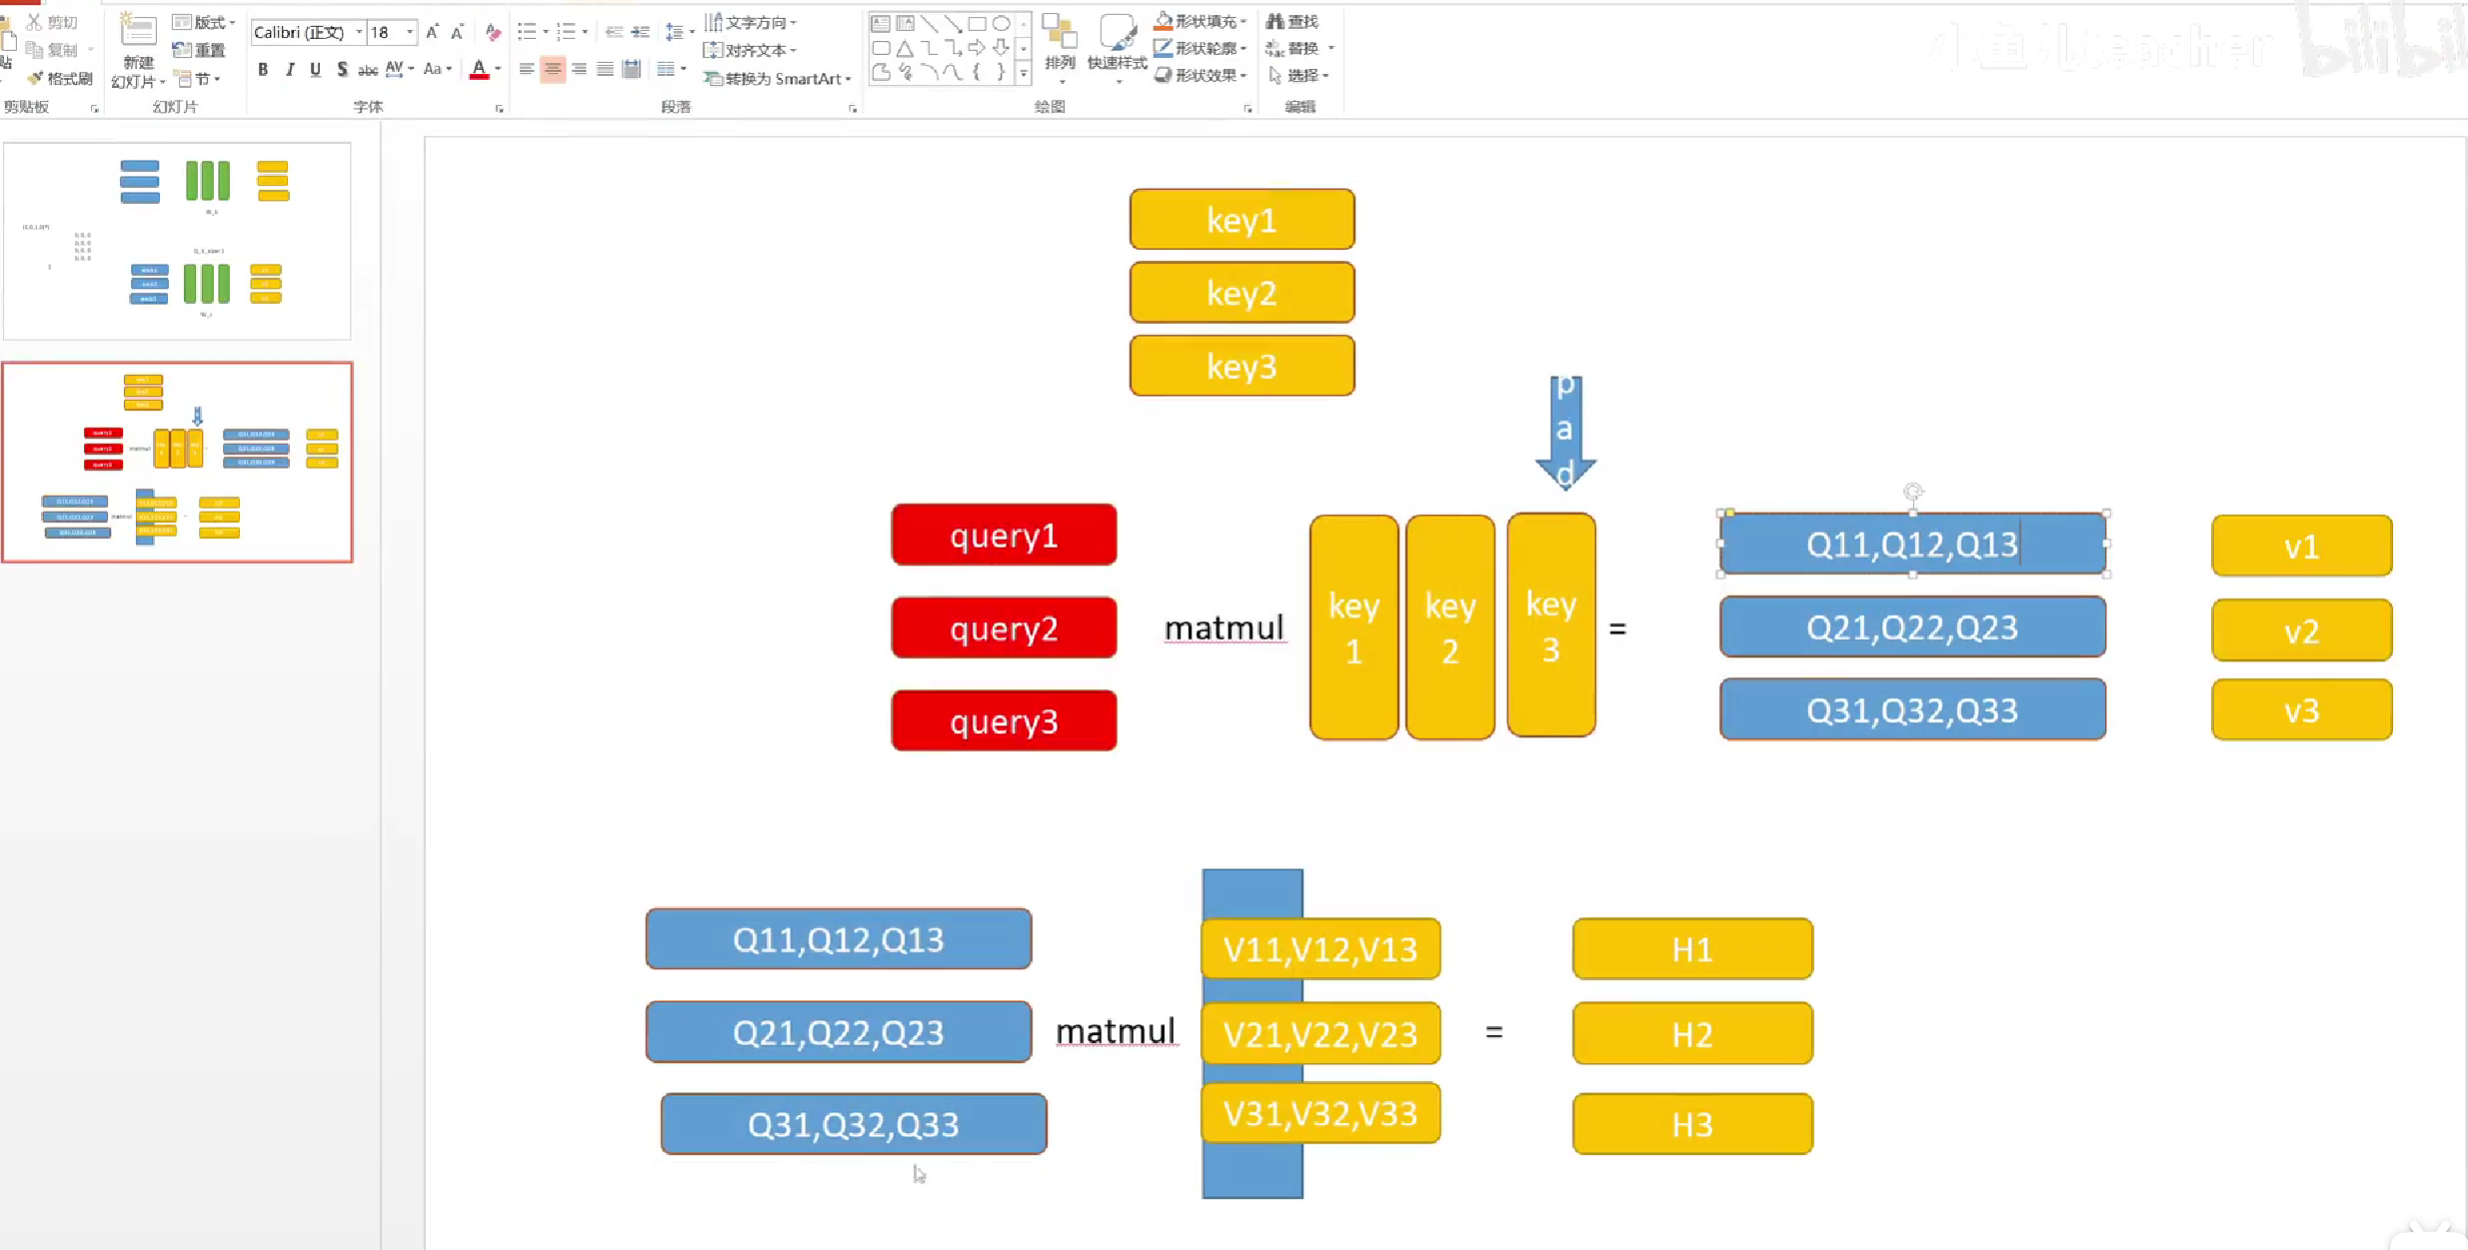 剪切
版式
Calibri (正文) 18
文字方向
形状填充
查找
复制
新建
幻灯片
重置
对齐文本
排列
快速样式
形状轮廓
替换
格式刷
节
B I U S abc AV Aa A
转换为 SmartArt
形状效果
选择
剪贴板
幻灯片
字体
段落
绘图
编辑
teacher
bilibili
key1
key2
key3
pad
query1
query2
query3
matmul
key 1
key 2
key 3
=
Q11,Q12,Q13
Q21,Q22,Q23
Q31,Q32,Q33
v1
v2
v3
Q11,Q12,Q13
Q21,Q22,Q23
Q31,Q32,Q33
matmul
V11,V12,V13
V21,V22,V23
V31,V32,V33
=
H1
H2
H3